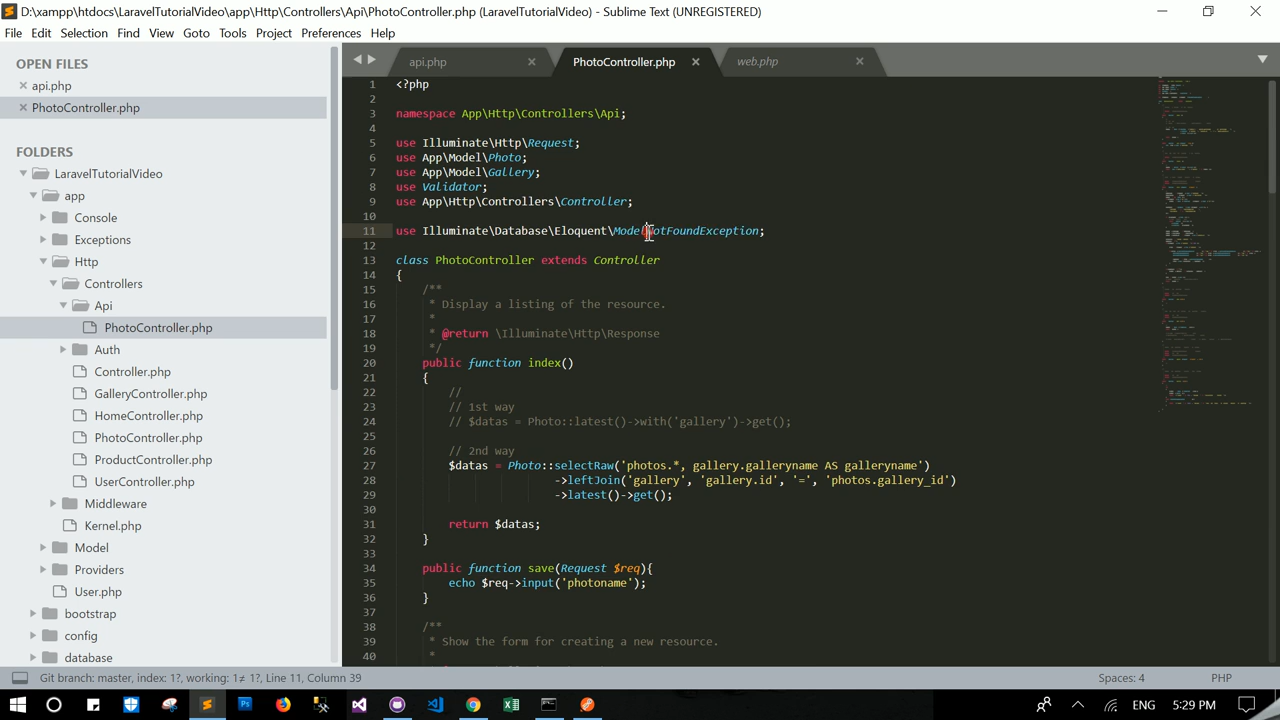 D:\xampp\htdocs\LaravelTutorialVideo\app\Http\Controllers\Api\PhotoController.php (LaravelTutorialVideo) - Sublime Text (UNREGISTERED)
File Edit Selection Find View Goto Tools Project Preferences Help
OPEN FILES
api.php
PhotoController.php
FOLDERS
LaravelTutorialVideo
app
Console
Exceptions
Http
Controllers
Api
PhotoController.php
Auth
Controller.php
GalleryController.php
HomeController.php
PhotoController.php
ProductController.php
UserController.php
Middleware
Kernel.php
Model
Providers
User.php
bootstrap
config
database
api.php PhotoController.php web.php
1 <?php
2
3 namespace App\Http\Controllers\Api;
4
5 use Illuminate\Http\Request;
6 use App\Model\Photo;
7 use App\Model\Gallery;
8 use Validator;
9 use App\Http\Controllers\Controller;
10
11 use Illuminate\Database\Eloquent\ModelNotFoundException;
12
13 class PhotoController extends Controller
14 {
15 /**
16 * Display a listing of the resource.
17 *
18 * @return \Illuminate\Http\Response
19 */
20 public function index()
21 {
22 //
23 // 1st way
24 // $datas = Photo::latest()->with('gallery')->get();
25
26 // 2nd way
27 $datas = Photo::selectRaw('photos.*, gallery.galleryname AS galleryname')
28 ->leftJoin('gallery', 'gallery.id', '=', 'photos.gallery_id')
29 ->latest()->get();
30
31 return $datas;
32 }
33
34 public function save(Request $req){
35 echo $req->input('photoname');
36 }
37
38 /**
39 * Show the form for creating a new resource.
40 *
Git branch: master, index: 1?, working: 1≠ 1?, Line 11, Column 39
Spaces: 4 PHP
ENG 5:29 PM